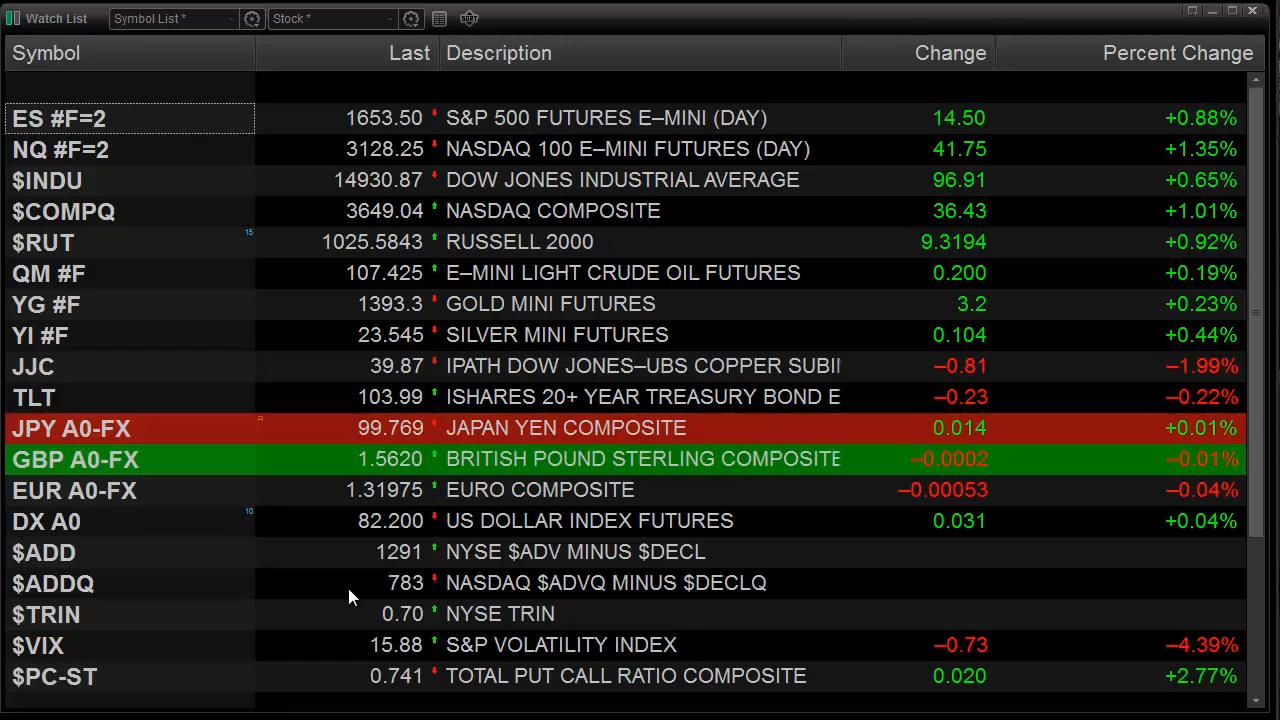 Watch List Symbol List * Stock *
Symbol Last Description Change Percent Change
ES #F=2 1653.50 S&P 500 FUTURES E–MINI (DAY) 14.50 +0.88%
NQ #F=2 3128.25 NASDAQ 100 E–MINI FUTURES (DAY) 41.75 +1.35%
$INDU 14930.87 DOW JONES INDUSTRIAL AVERAGE 96.91 +0.65%
$COMPQ 3649.04 NASDAQ COMPOSITE 36.43 +1.01%
$RUT 15 1025.5843 RUSSELL 2000 9.3194 +0.92%
QM #F 107.425 E–MINI LIGHT CRUDE OIL FUTURES 0.200 +0.19%
YG #F 1393.3 GOLD MINI FUTURES 3.2 +0.23%
YI #F 23.545 SILVER MINI FUTURES 0.104 +0.44%
JJC 39.87 IPATH DOW JONES–UBS COPPER –0.81 –1.99%
TLT 103.99 ISHARES 20+ YEAR TREASURY BOND E –0.23 –0.22%
JPY A0-FX 99.769 JAPAN YEN COMPOSITE 0.014 +0.01%
GBP A0-FX 1.5620 BRITISH POUND STERLING COMPOSITE –0.0002 –0.01%
EUR A0-FX 1.31975 EURO COMPOSITE –0.00053 –0.04%
DX A0 10 82.200 US DOLLAR INDEX FUTURES 0.031 +0.04%
$ADD 1291 NYSE $ADV MINUS $DECL
$ADDQ 783 NASDAQ $ADVQ MINUS $DECLQ
$TRIN 0.70 NYSE TRIN
$VIX 15.88 S&P VOLATILITY INDEX –0.73 –4.39%
$PC-ST 0.741 TOTAL PUT CALL RATIO COMPOSITE 0.020 +2.77%